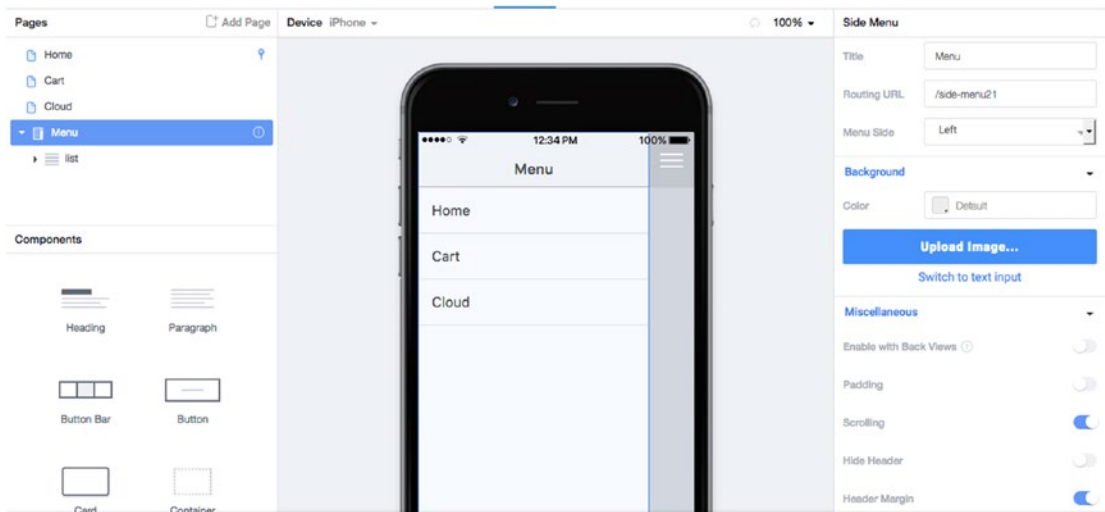 Pages
Add Page
Home
Cart
Cloud
Menu
list
Components
Heading
Paragraph
Button Bar
Button
Card
Container
Device iPhone
100%
12:34 PM
100%
Menu
Home
Cart
Cloud
Side Menu
Title
Menu
Routing URL
/side-menu21
Menu Side
Left
Background
Color
Default
Upload Image...
Switch to text input
Miscellaneous
Enable with Back Views
Padding
Scrolling
Hide Header
Header Margin